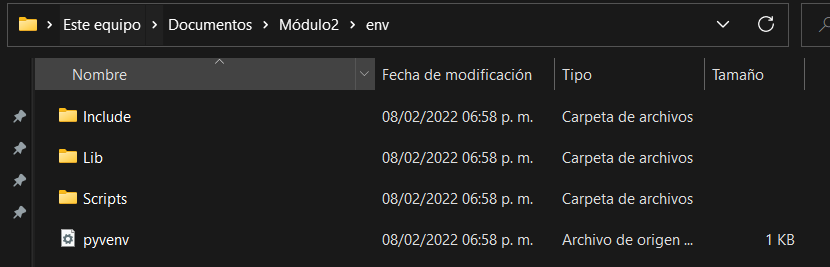 Este equipo > Documentos > Módulo2 > env
Nombre Fecha de modificación Tipo Tamaño
Include 08/02/2022 06:58 p. m. Carpeta de archivos
Lib 08/02/2022 06:58 p. m. Carpeta de archivos
Scripts 08/02/2022 06:58 p. m. Carpeta de archivos
pyvenv 08/02/2022 06:58 p. m. Archivo de origen ... 1 KB